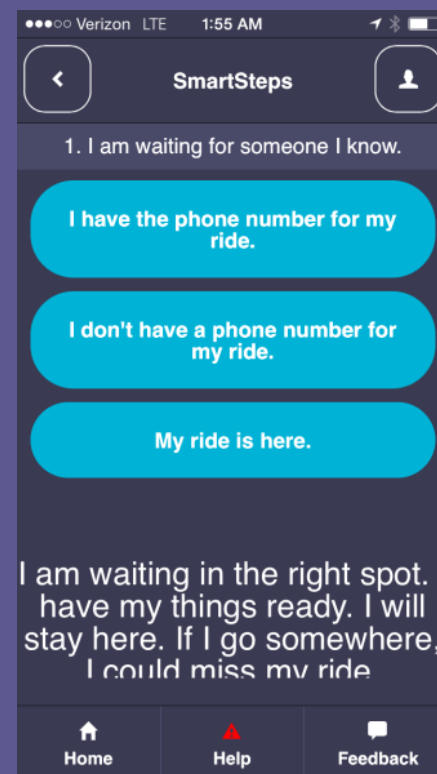 Verizon LTE 1:55 AM
SmartSteps
1. I am waiting for someone I know.
I have the phone number for my
ride.
I don't have a phone number for
my ride.
My ride is here.
I am waiting in the right spot.
have my things ready. I will
stay here. If I go somewhere,
I could miss my ride
Home Help Feedback